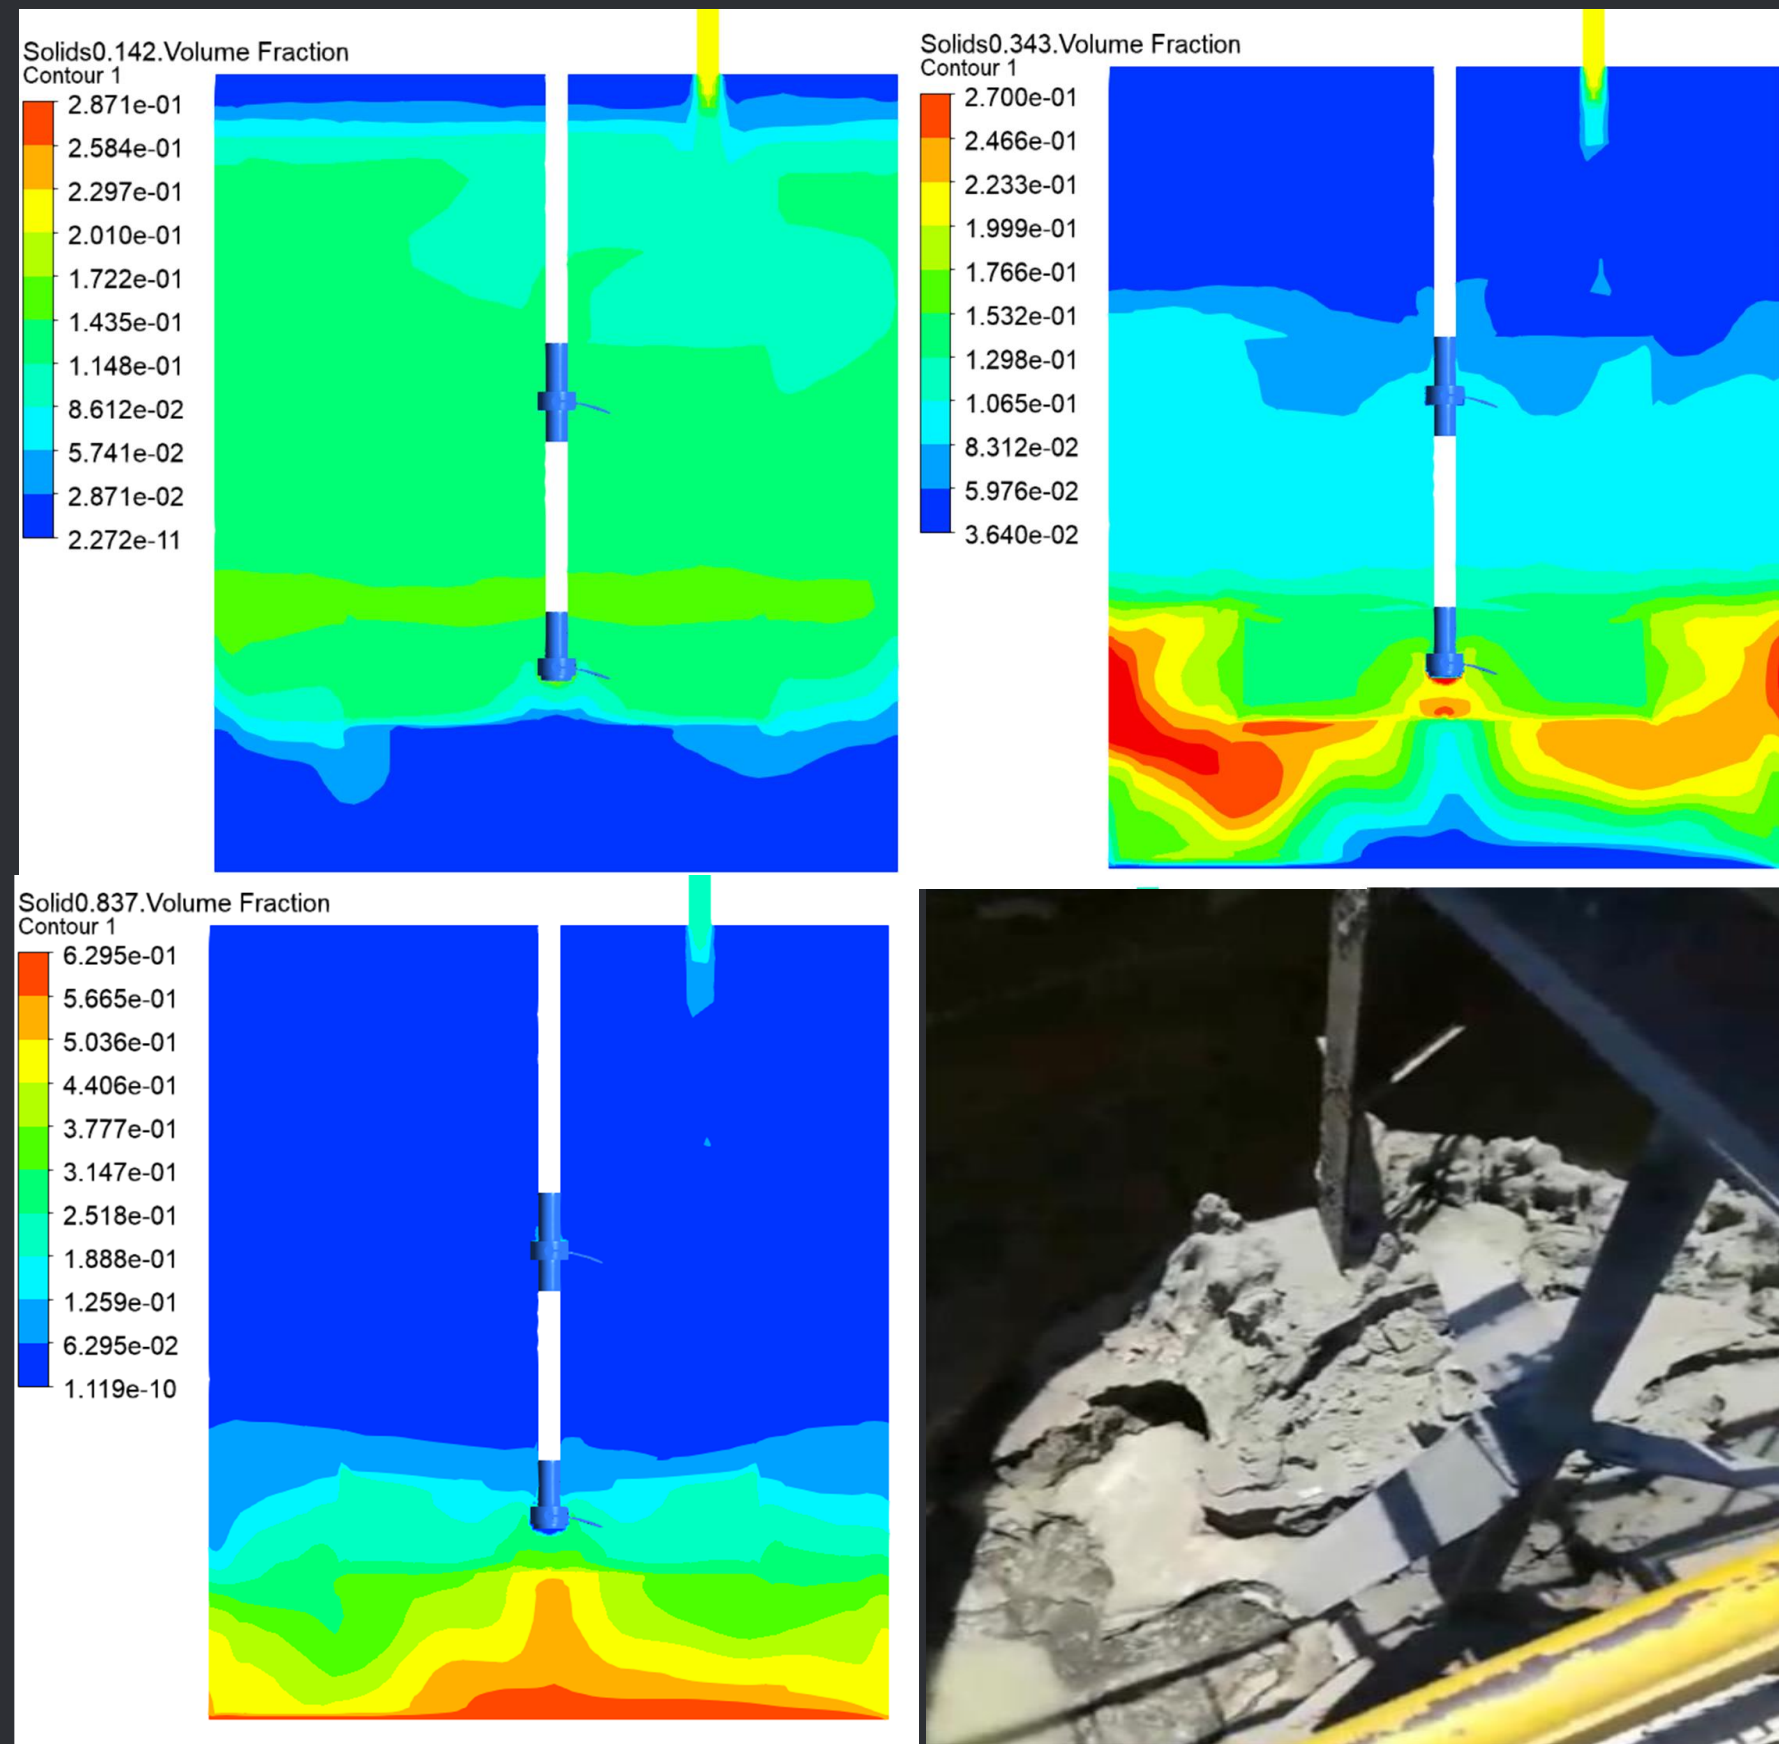 Solids0.142.Volume Fraction
Contour 1
2.871e-01
2.584e-01
2.297e-01
2.010e-01
1.722e-01
1.435e-01
1.148e-01
8.612e-02
5.741e-02
2.871e-02
2.272e-11
Solids0.343.Volume Fraction
Contour 1
2.700e-01
2.466e-01
2.233e-01
1.999e-01
1.766e-01
1.532e-01
1.298e-01
1.065e-01
8.312e-02
5.976e-02
3.640e-02
Solid0.837.Volume Fraction
Contour 1
6.295e-01
5.665e-01
5.036e-01
4.406e-01
3.777e-01
3.147e-01
2.518e-01
1.888e-01
1.259e-01
6.295e-02
1.119e-10